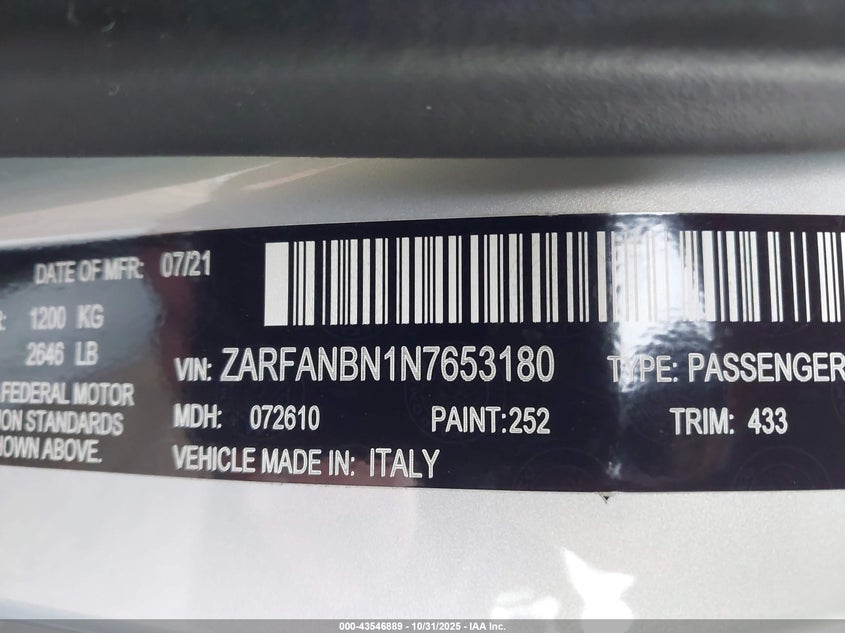 DATE OF MFR: 07/21
1200 KG
2646 LB
VIN: ZARFANBN1N7653180 TYPE: PASSENGER
FEDERAL MOTOR
MDH: 072610 PAINT:252 TRIM: 433
ION STANDARDS
HOWN ABOVE.
VEHICLE MADE IN: ITALY
000-43546889 - 10/31/2025 - IAA Inc.